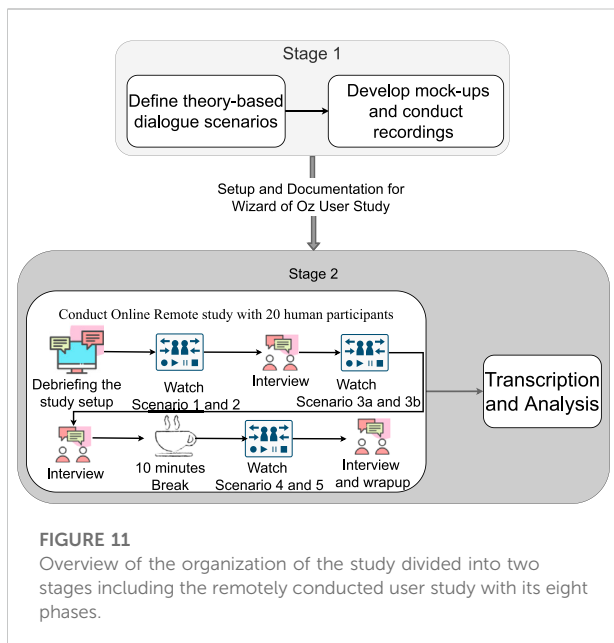 Stage 1
Define theory-based
dialogue scenarios
Develop mock-ups
and conduct
recordings
Setup and Documentation for
Wizard of Oz User Study
Stage 2
Conduct Online Remote study with 20 human participants
Debriefing the
study setup
Watch
Scenario 1 and 2
Interview
Watch
Scenario 3a and 3b
Interview
10 minutes
Break
Watch
Scenario 4 and 5
Interview
and wrapup
Transcription
and Analysis
FIGURE 11
Overview of the organization of the study divided into two
stages including the remotely conducted user study with its eight
phases.